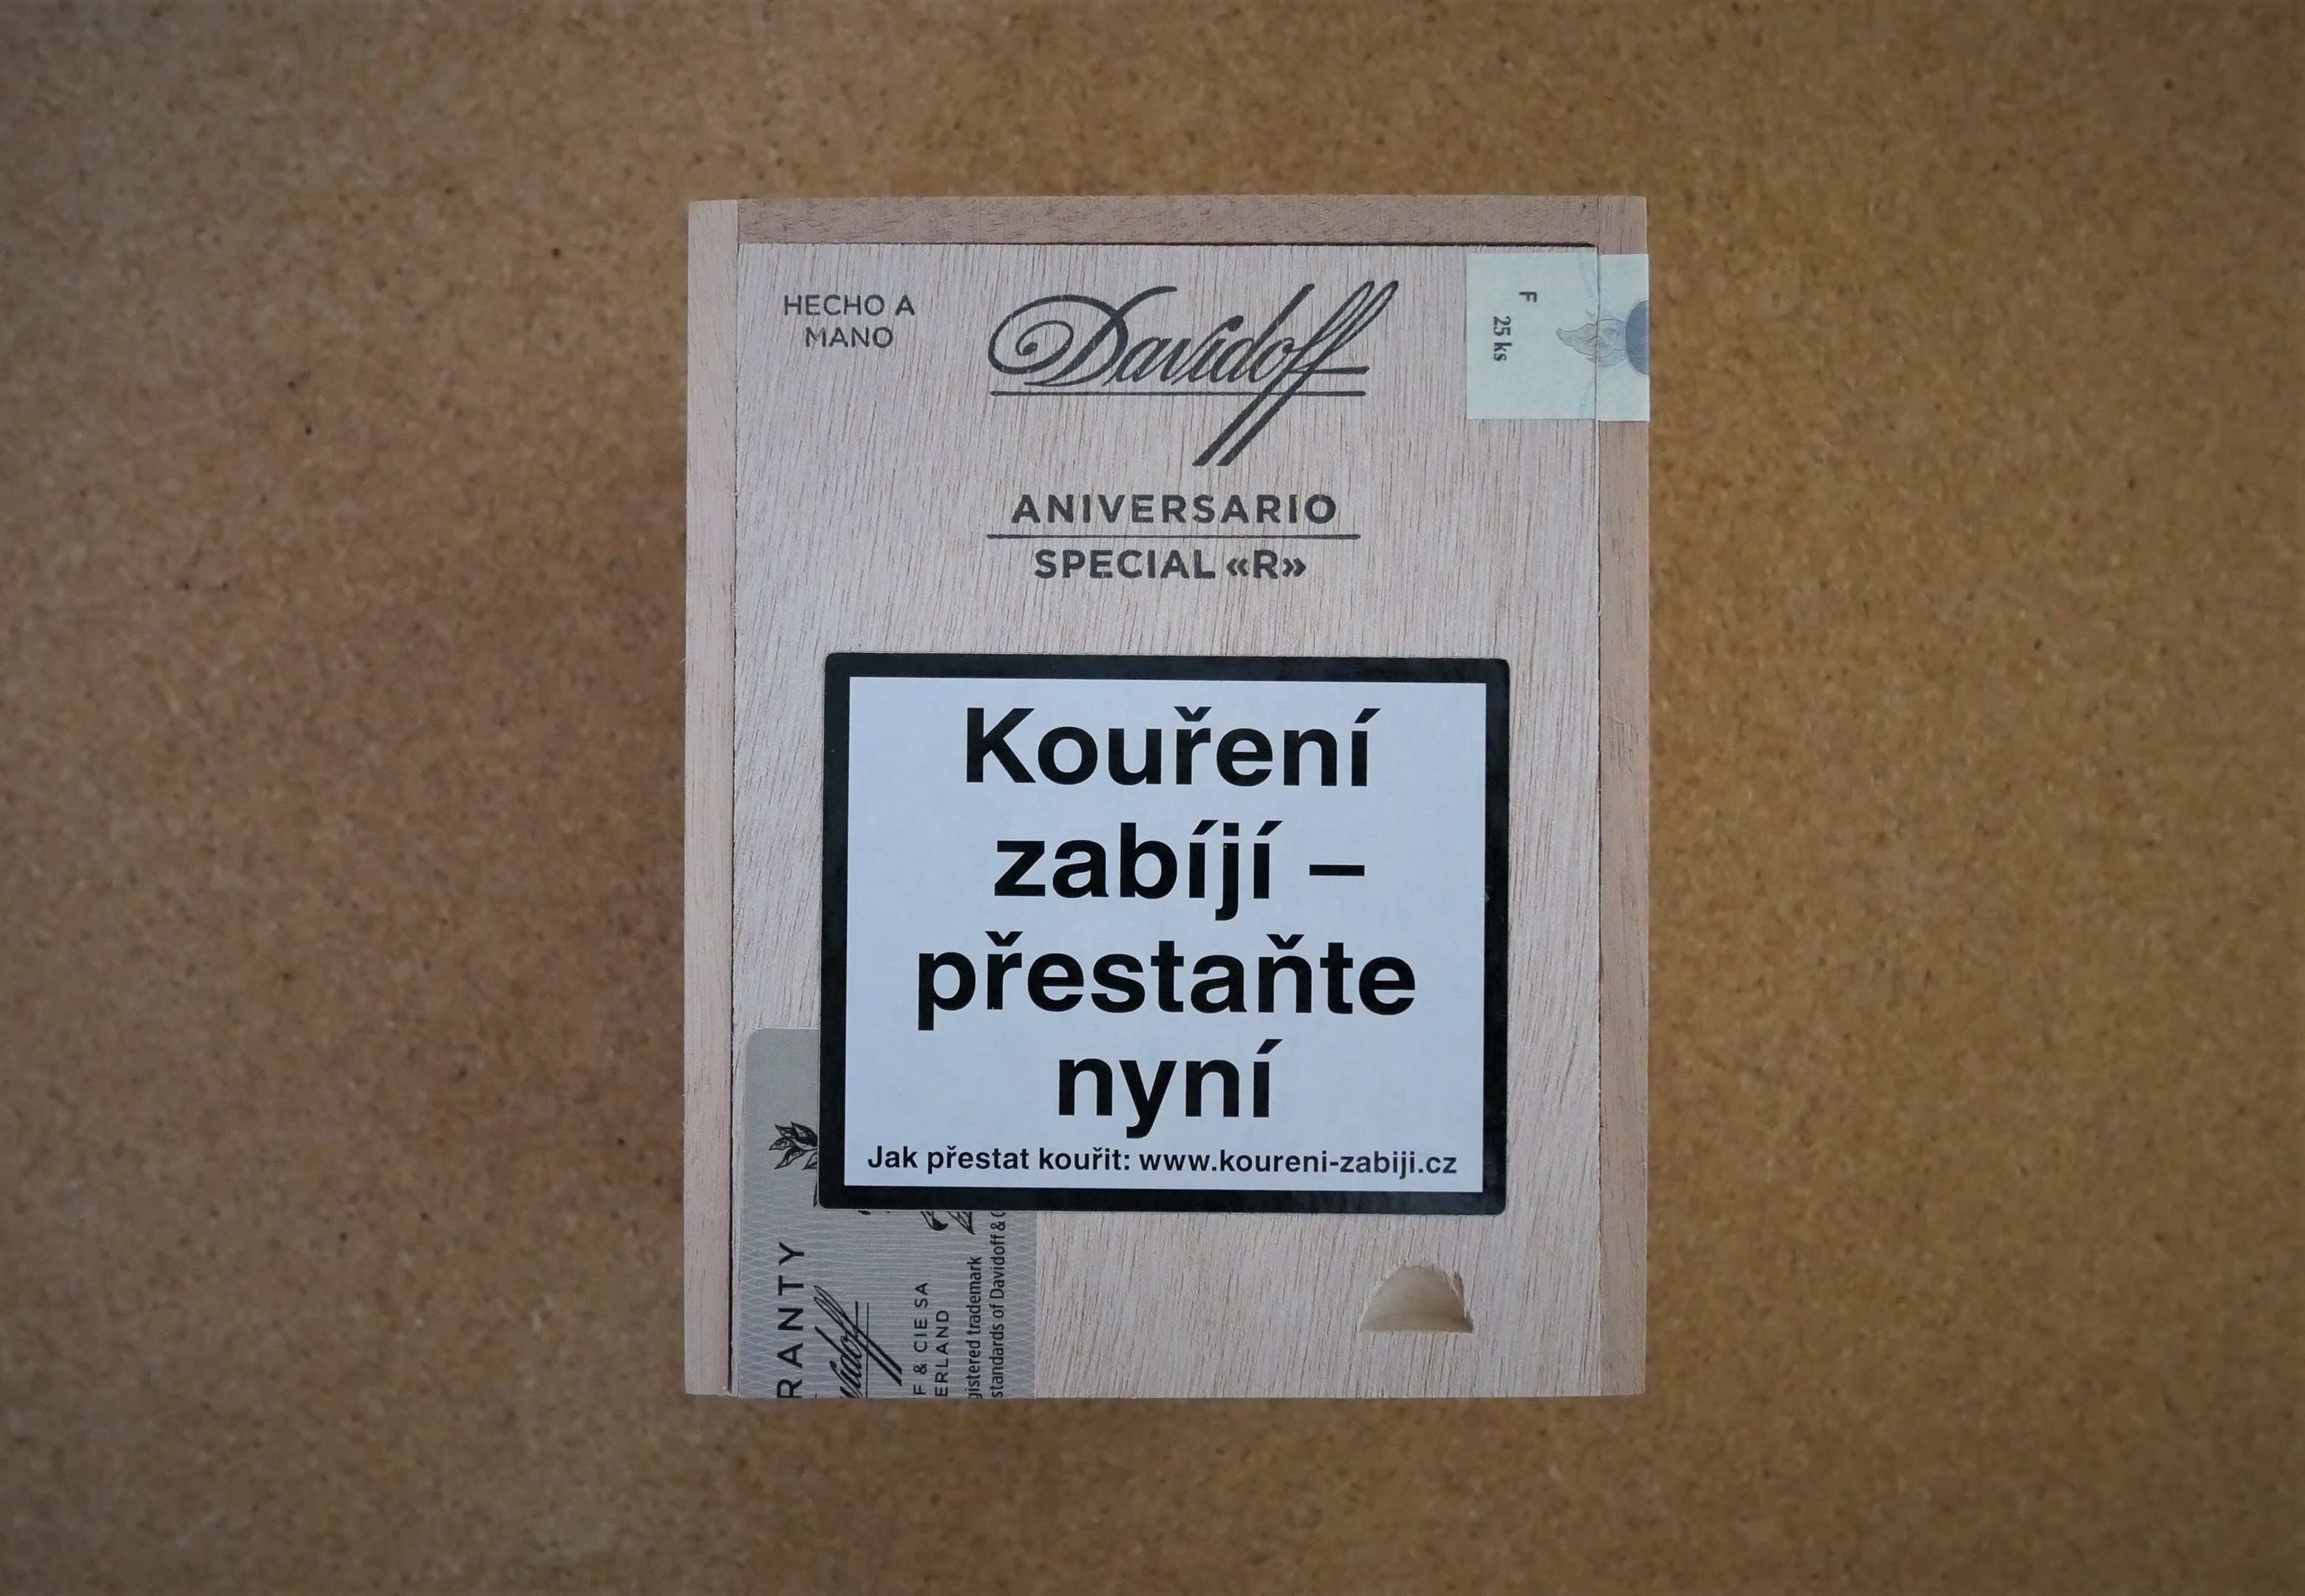 HECHO A
MANO
Davidoff
F
25 ks
ANIVERSARIO
SPECIAL «R»
Kouření
zabíjí –
přestaňte
nyní
Jak přestat kouřit: www.koureni-zabiji.cz
RANTY
vidoff
F & CIE SA
ERLAND
gistered trademark
standards of Davidoff & C